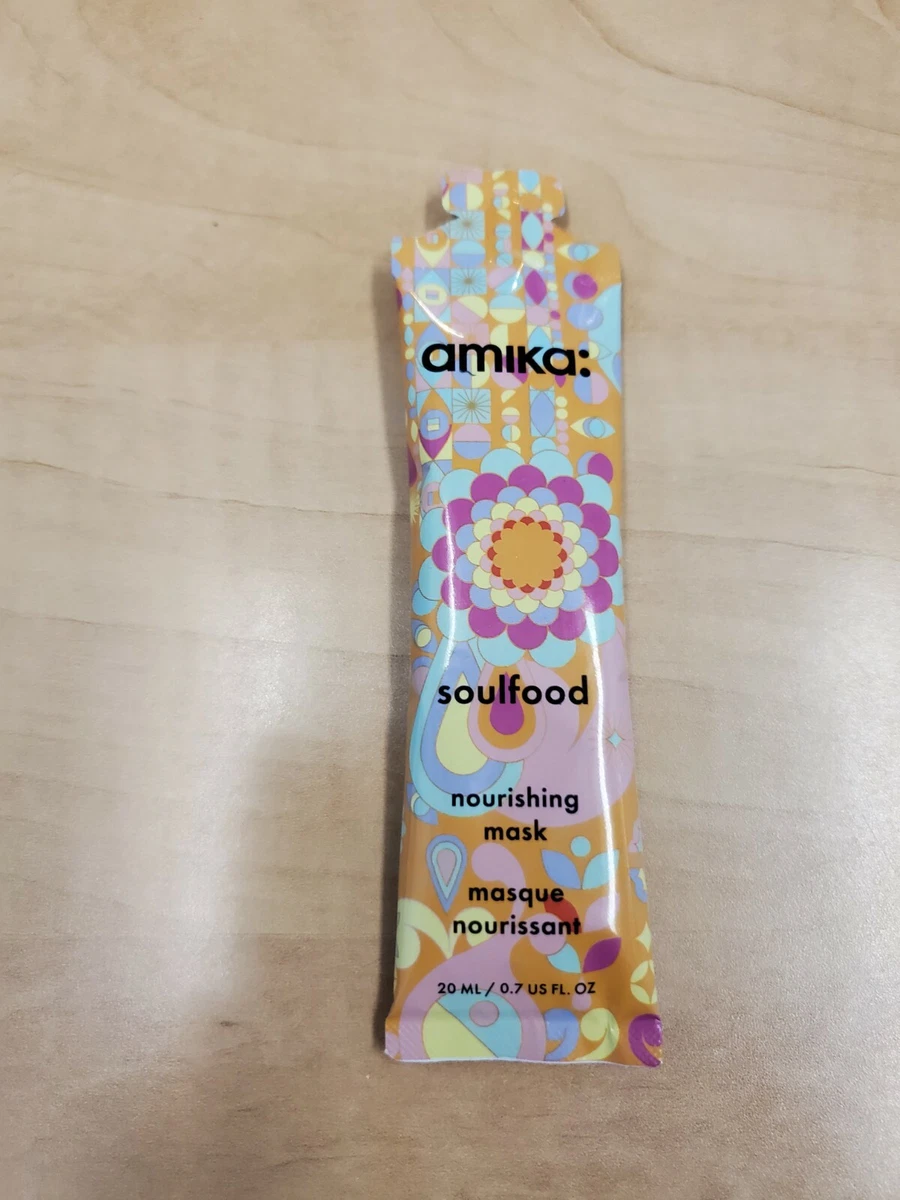 amika:
soulfood
nourishing
mask
masque
nourissant
20 ML / 0.7 US FL. OZ